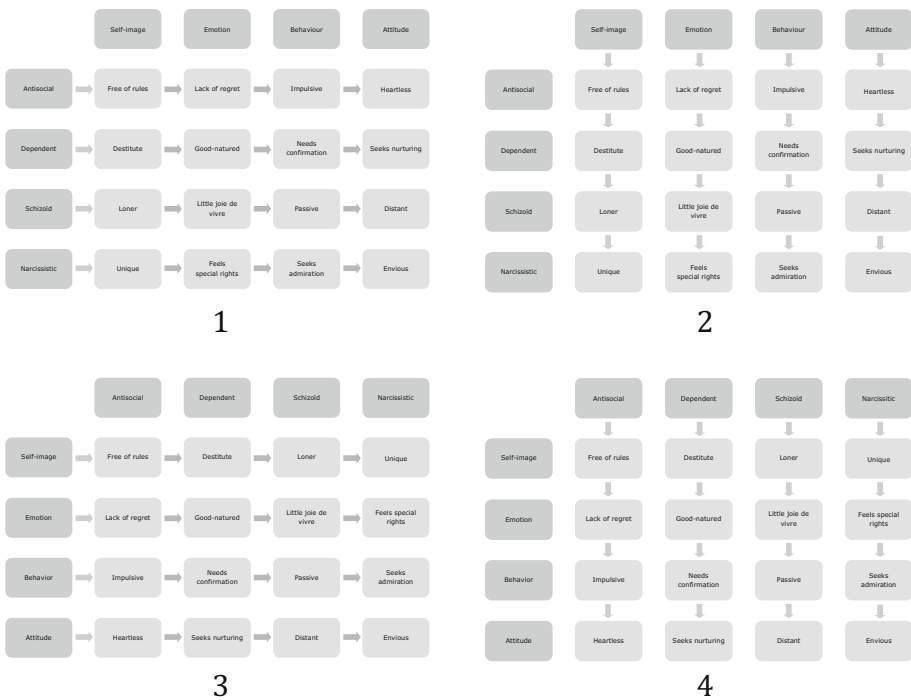 Self-image Emotion Behaviour Attitude
Antisocial Free of rules Lack of regret Impulsive Heartless
Dependent Destitute Good-natured Needs confirmation Seeks nurturing
Schizoïd Loner Little joie de vivre Passive Distant
Narcissistic Unique Feels special rights Seeks admiration Envious
1
Self-image Emotion Behaviour Attitude
Antisocial Free of rules Lack of regret Impulsive Heartless
Dependent Destitute Good-natured Needs confirmation Seeks nurturing
Schizoïd Loner Little joie de vivre Passive Distant
Narcissistic Unique Feels special rights Seeks admiration Envious
2
Antisocial Dependent Schizoïd Narcissistic
Self-image Free of rules Destitute Loner Unique
Emotion Lack of regret Good-natured Little joie de vivre Feels special rights
Behavior Impulsive Needs confirmation Passive Seeks admiration
Attitude Heartless Seeks nurturing Distant Envious
3
Antisocial Dependent Schizoïd Narcissitic
Self-image Free of rules Destitute Loner Unique
Emotion Lack of regret Good-natured Little joie de vivre Feels special rights
Behavior Impulsive Needs confirmation Passive Seeks admiration
Attitude Heartless Seeks nurturing Distant Envious
4